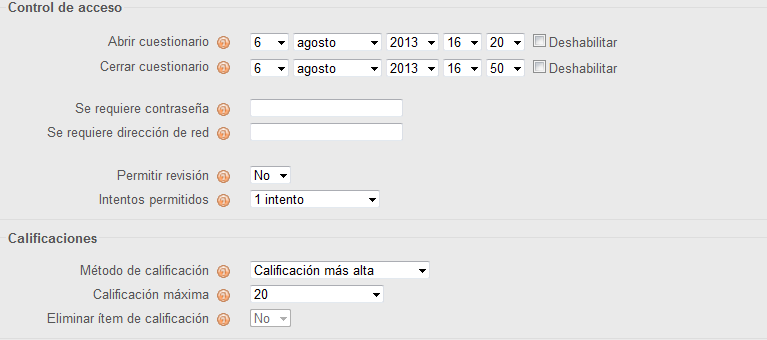 Control de acceso
Abrir cuestionario 6 agosto 2013 16 20 Deshabilitar
Cerrar cuestionario 6 agosto 2013 16 50 Deshabilitar
Se requiere contraseña
Se requiere dirección de red
Permitir revisión No
Intentos permitidos 1 intento
Calificaciones
Método de calificación Calificación más alta
Calificación máxima 20
Eliminar ítem de calificación No